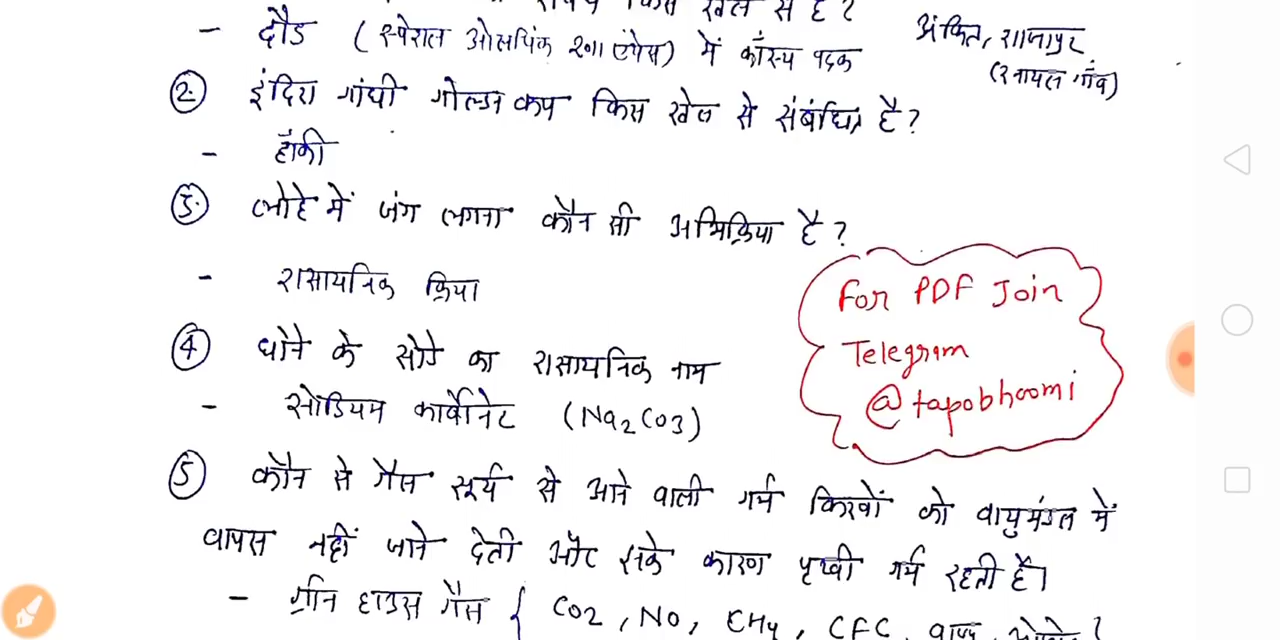 किस खेल से है?
- दौड (स्पेशल ओलंपिक 2011 एथेंस) में काँस्य पदक
अंकित, शाजापुर
(रनायल गाँव)
② इंदिरा गांधी गोल्ड कप किस खेल से संबंधित है?
- हॉकी
③ लोहे में जंग लगना कौन सी अभिक्रिया है?
- रासायनिक क्रिया
④ धोने के सोडे का रासायनिक नाम
- सोडियम कार्बोनेट (Na2CO3)
For PDF Join
Telegram
@tapobhoomi
⑤ कौन से गैस सूर्य से आने वाली गर्म किरणों को वायुमंडल में
वापस नहीं जाने देती और इसके कारण पृथ्वी गर्म रहती हैं।
- ग्रीन हाउस गैस { CO2, NO, CH4, CFC, वाष्प,